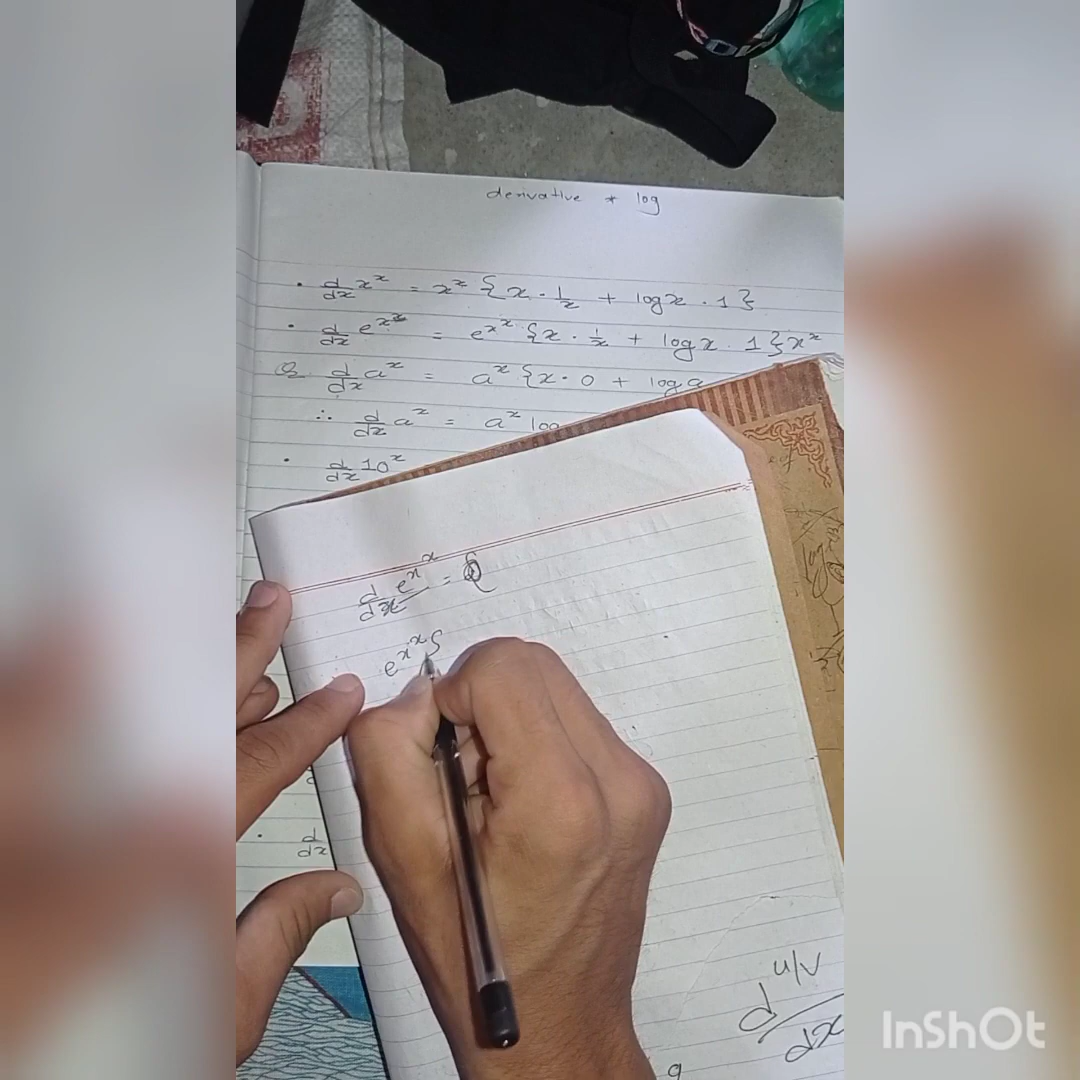 derivative * log
• d/dx x^x = x^x {x · 1/x + log x · 1}
• d/dx e^x^x = e^x^x {x · 1/x + log x · 1} x^x
Q. d/dx a^x = a^x {x · 0 + log a
∴ d/dx a^x = a^x lo
• d/dx 10^x
d/dx e^x^x =
e^x^x {
• d/dx
d u/v / dx
InShOt